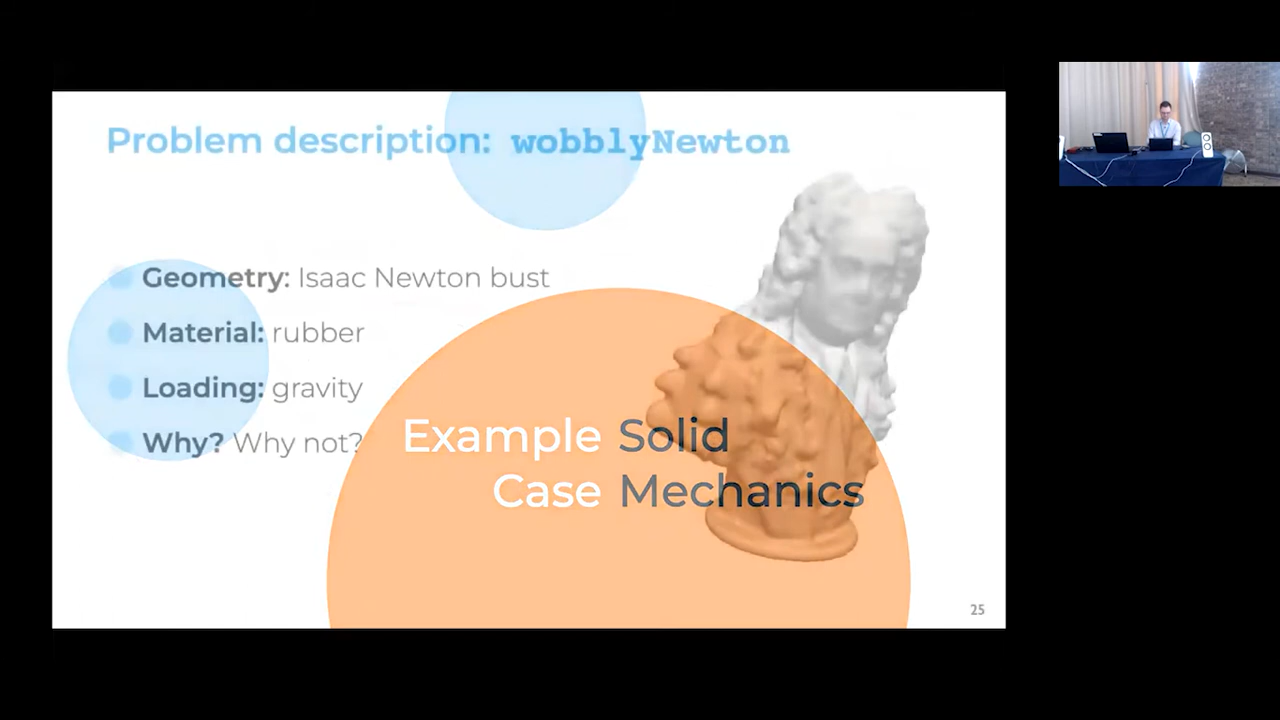 Problem description: wobblyNewton
Geometry: Isaac Newton bust
Material: rubber
Loading: gravity
Why? Why not?
Example Solid
Case Mechanics
25